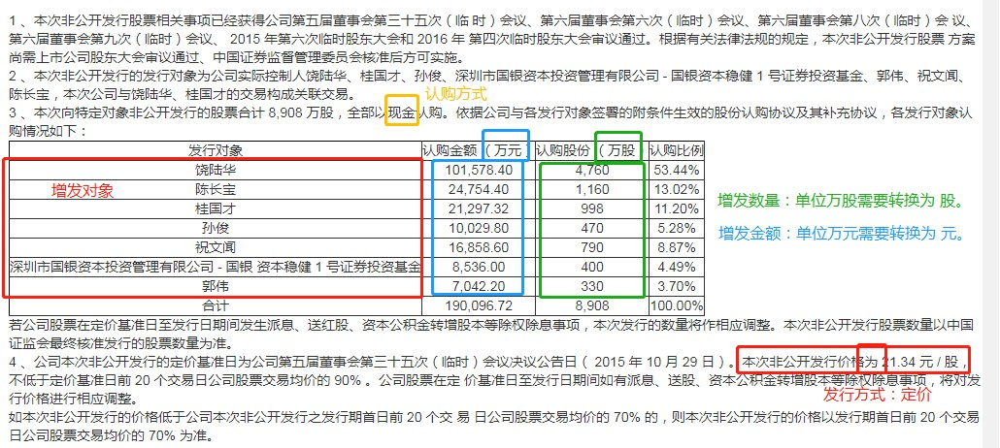 1 、本次非公开发行股票相关事项已经获得公司第五届董事会第三十五次（临 时）会议、第六届董事会第六次（临时）会议、第六届董事会第八次（临时）会 议、
第六届董事会第九次（临时）会议、 2015 年第六次临时股东大会和 2016 年 第四次临时股东大会审议通过。根据有关法律法规的规定，本次非公开发行股票 方案
尚需上市公司股东大会审议通过、中国证券监督管理委员会核准后方可实施。
2 、本次非公开发行的发行对象为公司实际控制人饶陆华、桂国才、孙俊、深圳市国银资本投资管理有限公司 - 国银资本稳健 1 号证券投资基金、郭伟、祝文闻、
陈长宝，本次公司与饶陆华、桂国才的交易构成关联交易。
认购方式
3 、本次向特定对象非公开发行的股票合计 8,908 万股，全部以现金认购。依据公司与各发行对象签署的附条件生效的股份认购协议及其补充协议，各发行对象认
购情况如下：
发行对象 认购金额（万元） 认购股份（万股） 认购比例
饶陆华 101,578.40 4,760 53.44%
增发对象
陈长宝 24,754.40 1,160 13.02%
桂国才 21,297.32 998 11.20%
增发数量：单位万股需要转换为 股。
孙俊 10,029.80 470 5.28%
增发金额：单位万元需要转换为 元。
祝文闻 16,858.60 790 8.87%
深圳市国银资本投资管理有限公司 - 国银 资本稳健 1 号证券投资基金 8,536.00 400 4.49%
郭伟 7,042.20 330 3.70%
合计 190,096.72 8,908 100.00%
若公司股票在定价基准日至发行日期间发生派息、送红股、资本公积金转增股本等除权除息事项，本次发行的数量将作相应调整。本次非公开发行股票数量以中国
证监会最终核准发行的股票数量为准。
4 、公司本次非公开发行的定价基准日为公司第五届董事会第三十五次（临时）会议决议公告日（ 2015 年 10 月 29 日）。本次非公开发行价格为 21.34 元 / 股，
不低于定价基准日前 20 个交易日公司股票交易均价的 90% 。公司股票在定 价基准日至发行日期间如有派息、送股、资本公积金转增股本等除权除息事项，将对发
行价格进行相应调整。
发行方式：定价
如本次非公开发行的价格低于公司本次非公开发行之发行期首日前 20 个交 易 日公司股票交易均价的 70% 的，则本次非公开发行的价格以发行期首日前 20 个交易
日公司股票交易均价的 70% 为准。